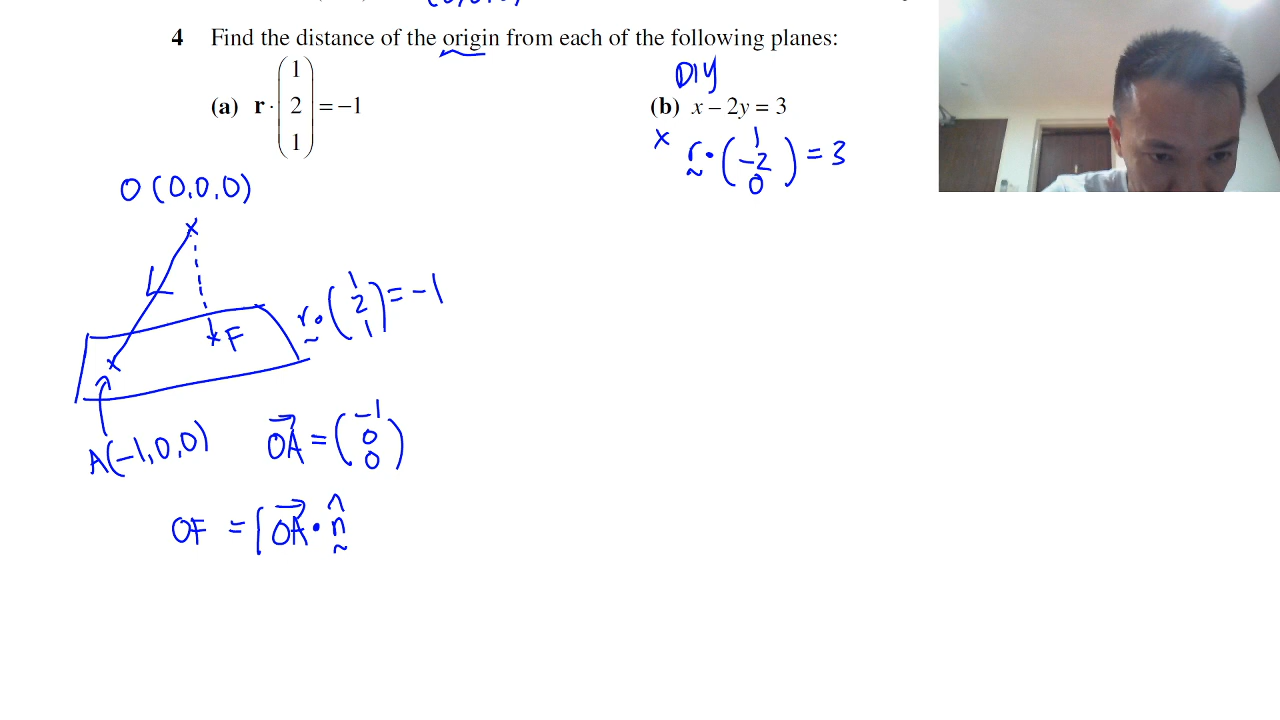 4 Find the distance of the origin from each of the following planes:
(a) r · (1 2 1) = −1
DIY
(b) x − 2y = 3
x r · (1 −2 0) = 3
O (0,0,0)
r · (1 2 1) = −1
F
A(−1,0,0)
OA = (−1 0 0)
OF = |OA · n̂